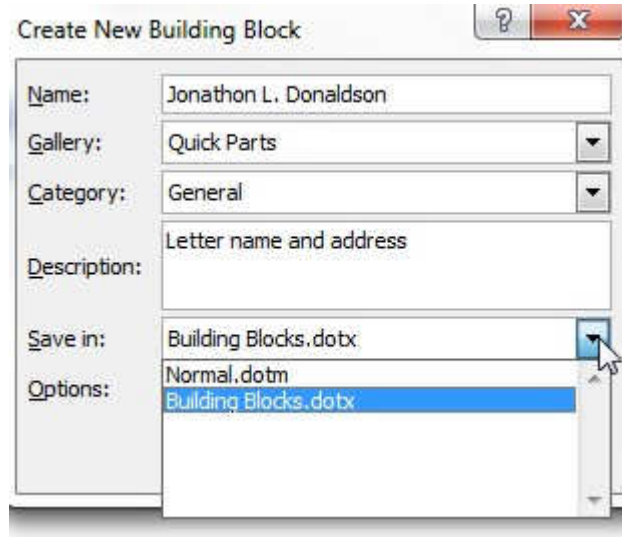 Create New Building Block
Name: Jonathon L. Donaldson
Gallery: Quick Parts
Category: General
Description: Letter name and address
Save in: Building Blocks.dotx
Options: Normal.dotm
Building Blocks.dotx